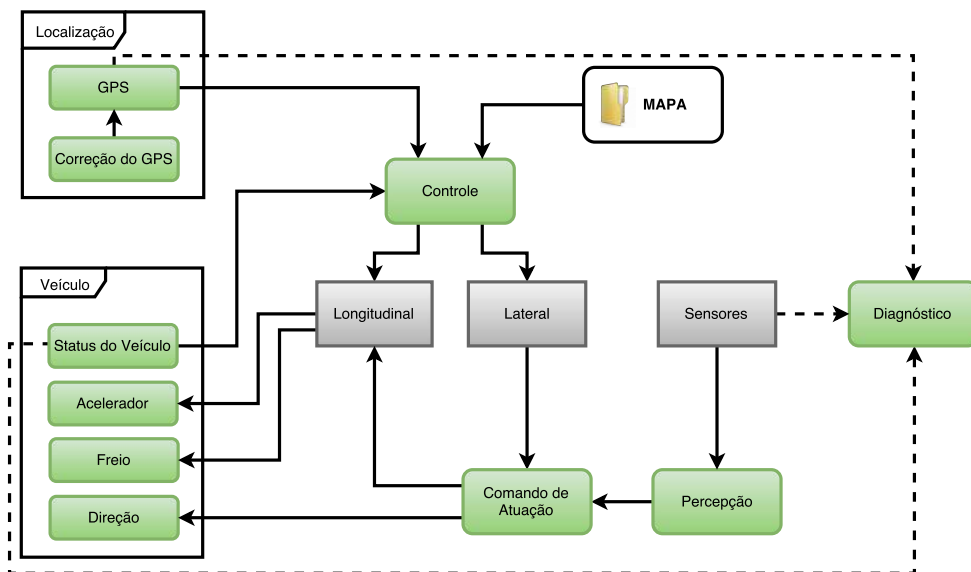 Localização
GPS
Correção do GPS
MAPA
Controle
Veículo
Longitudinal
Lateral
Sensores
Diagnóstico
Status do Veículo
Acelerador
Freio
Direção
Comando de
Atuação
Percepção